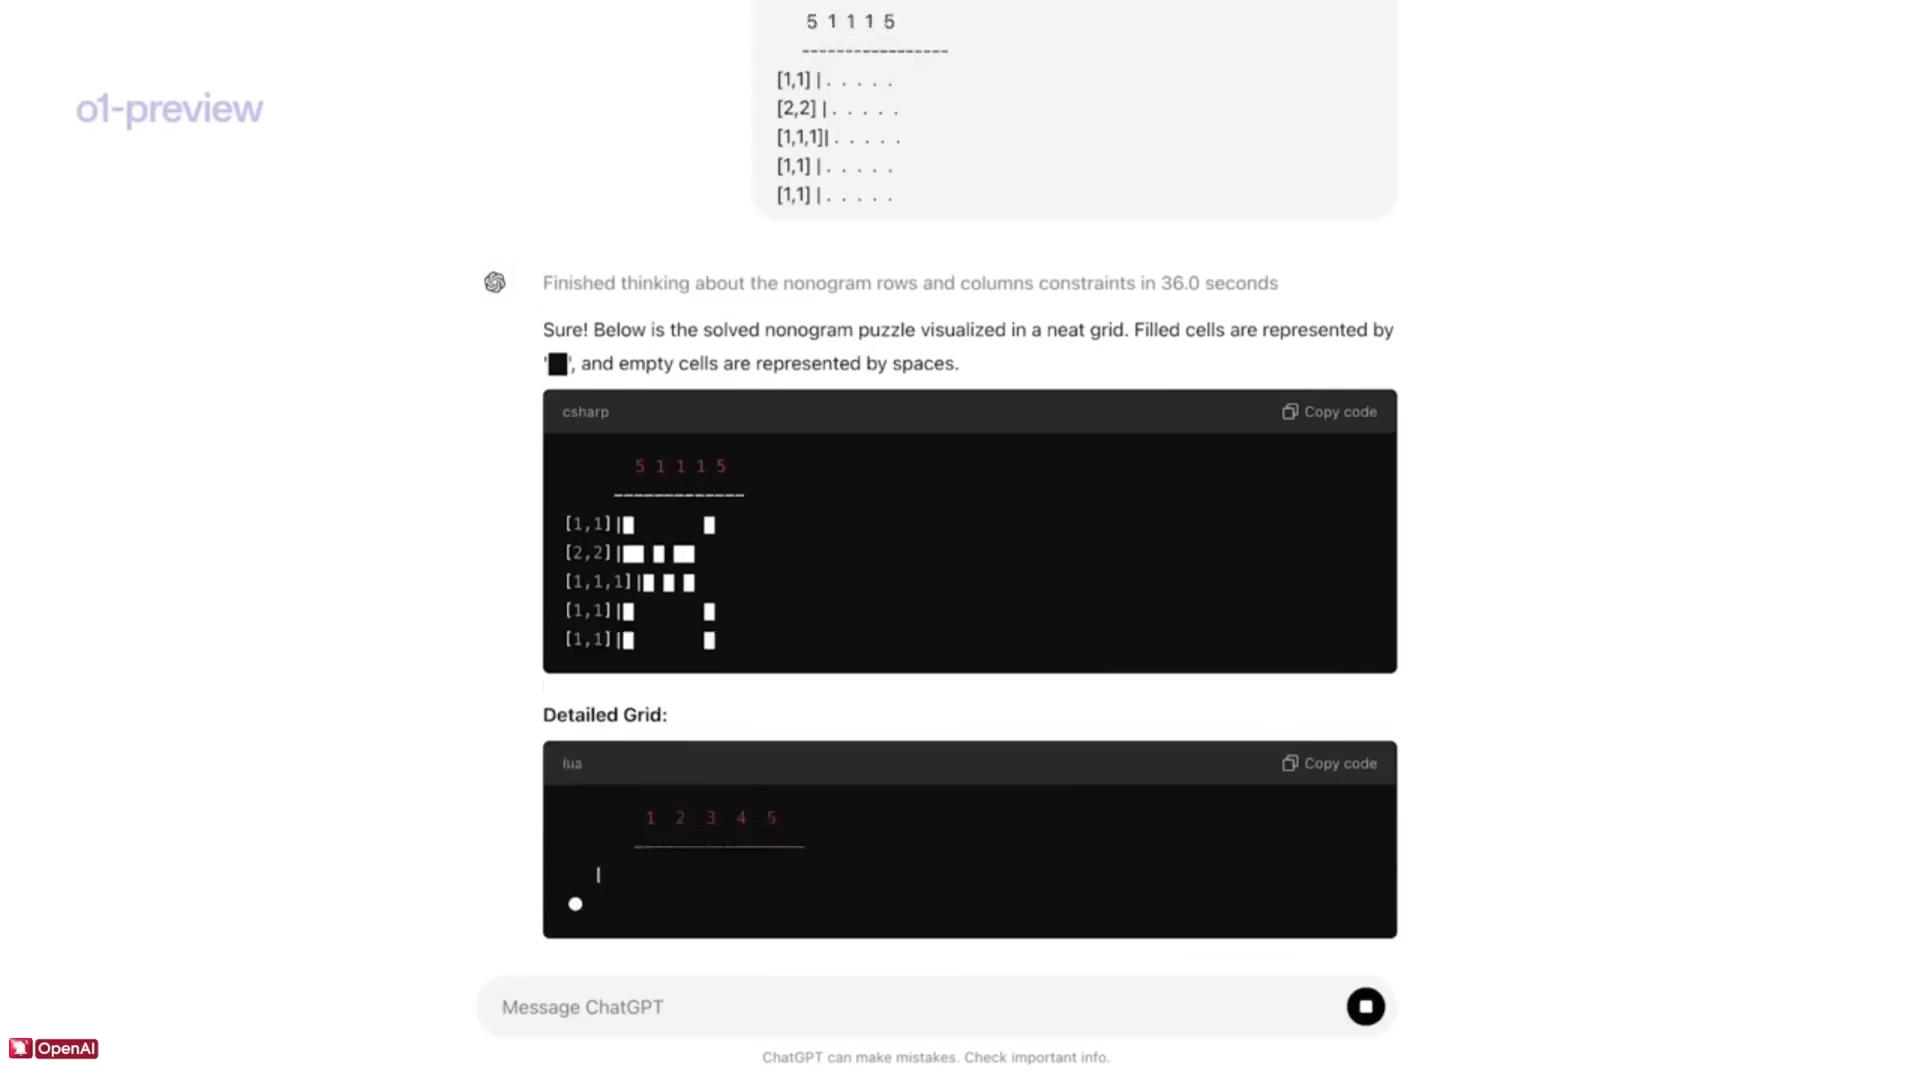 o1-preview
5 1 1 1 5
-----------------
[1,1] | . . . . .
[2,2] | . . . . .
[1,1,1]| . . . . .
[1,1] | . . . . .
[1,1] | . . . . .
Finished thinking about the nonogram rows and columns constraints in 36.0 seconds
Sure! Below is the solved nonogram puzzle visualized in a neat grid. Filled cells are represented by
'█', and empty cells are represented by spaces.
csharp Copy code
5 1 1 1 5
-------------
[1,1]|█       █
[2,2]|██ █ ██
[1,1,1]|█ █ █
[1,1]|█       █
[1,1]|█       █
Detailed Grid:
lua Copy code
1 2 3 4 5
-----------------
|
Message ChatGPT
ChatGPT can make mistakes. Check important info.
OpenAI